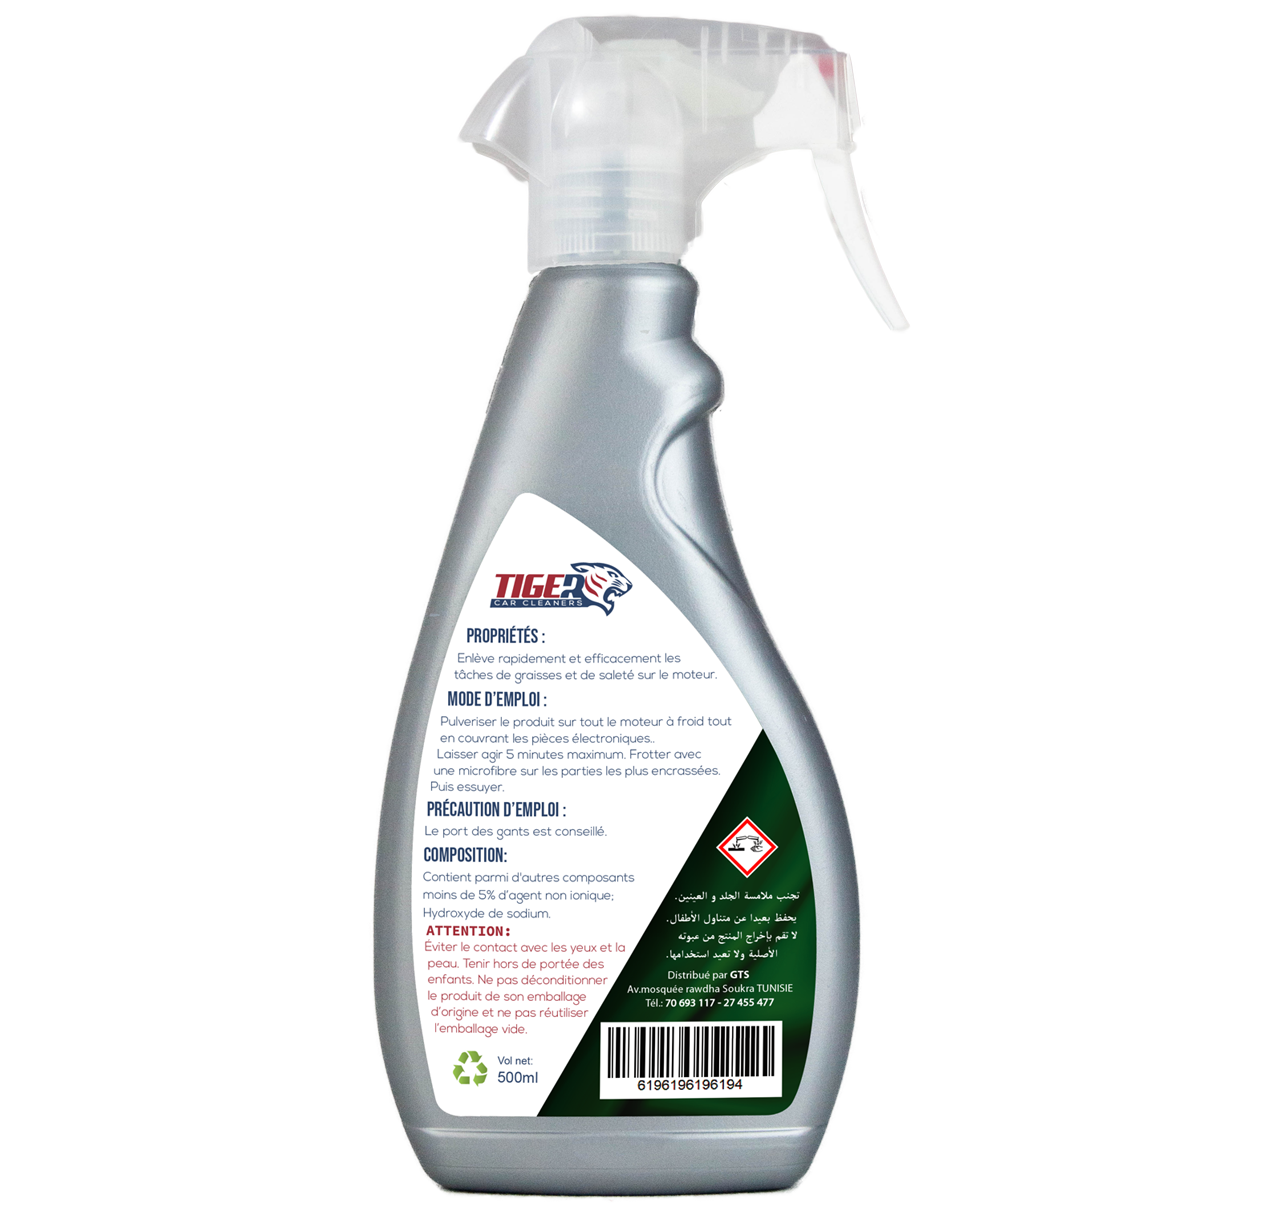 TIGER
CAR CLEANERS
PROPRIÉTÉS :
Enlève rapidement et efficacement les
tâches de graisses et de saleté sur le moteur.
MODE D'EMPLOI :
Pulveriser le produit sur tout le moteur à froid tout
en couvrant les pièces électroniques..
Laisser agir 5 minutes maximum. Frotter avec
une microfibre sur les parties les plus encrassées.
Puis essuyer.
PRÉCAUTION D'EMPLOI :
Le port des gants est conseillé.
COMPOSITION:
Contient parmi d'autres composants
moins de 5% d'agent non ionique;
Hydroxyde de sodium.
ATTENTION:
Éviter le contact avec les yeux et la
peau. Tenir hors de portée des
enfants. Ne pas déconditionner
le produit de son emballage
d'origine et ne pas réutiliser
l'emballage vide.
Vol net:
500ml
تجنب ملامسة الجلد و العينين.
يحفظ بعيدا عن متناول الأطفال.
لا تقم بإخراج المنتج من عبوته
الأصلية ولا تعيد استخدامها.
Distribué par GTS
Av.mosquée rawdha Soukra TUNISIE
Tél.: 70 693 117 - 27 455 477
6196196196194